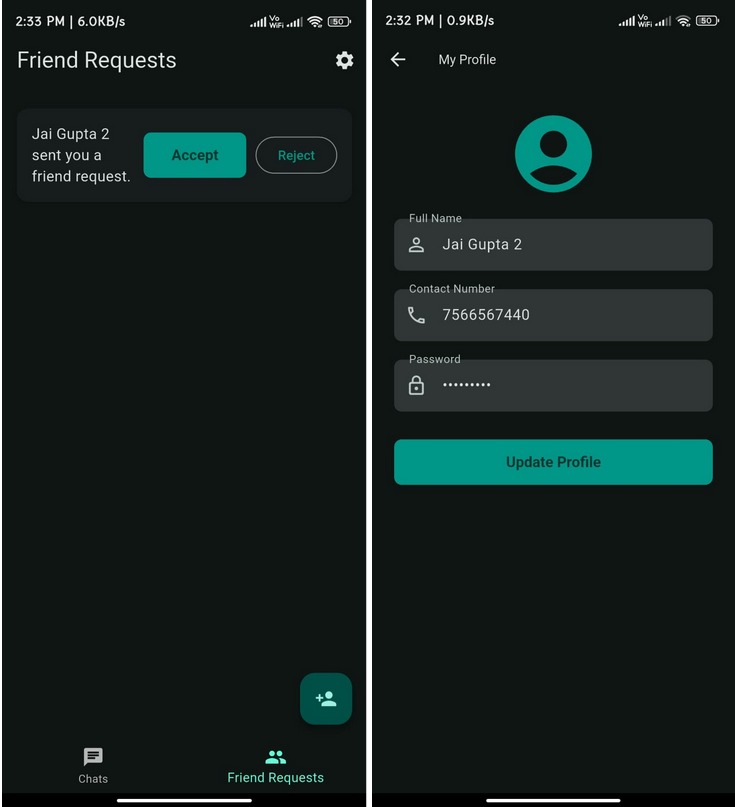 2:33 PM | 6.0KB/s
Vo
WiFi
50
Friend Requests
Jai Gupta 2
sent you a
friend request.
Accept
Reject
Chats
Friend Requests
2:32 PM | 0.9KB/s
Vo
WiFi
50
My Profile
Full Name
Jai Gupta 2
Contact Number
7566567440
Password
•••••••••
Update Profile